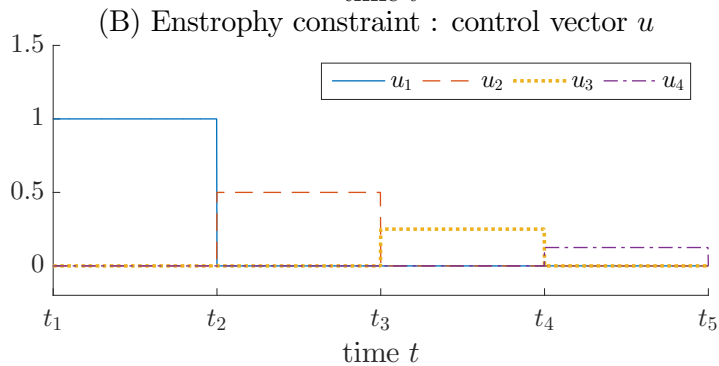 time t
(B) Enstrophy constraint : control vector u
1.5
u₁ u₂ u₃ u₄
1
0.5
0
t₁ t₂ t₃ t₄ t₅
time t